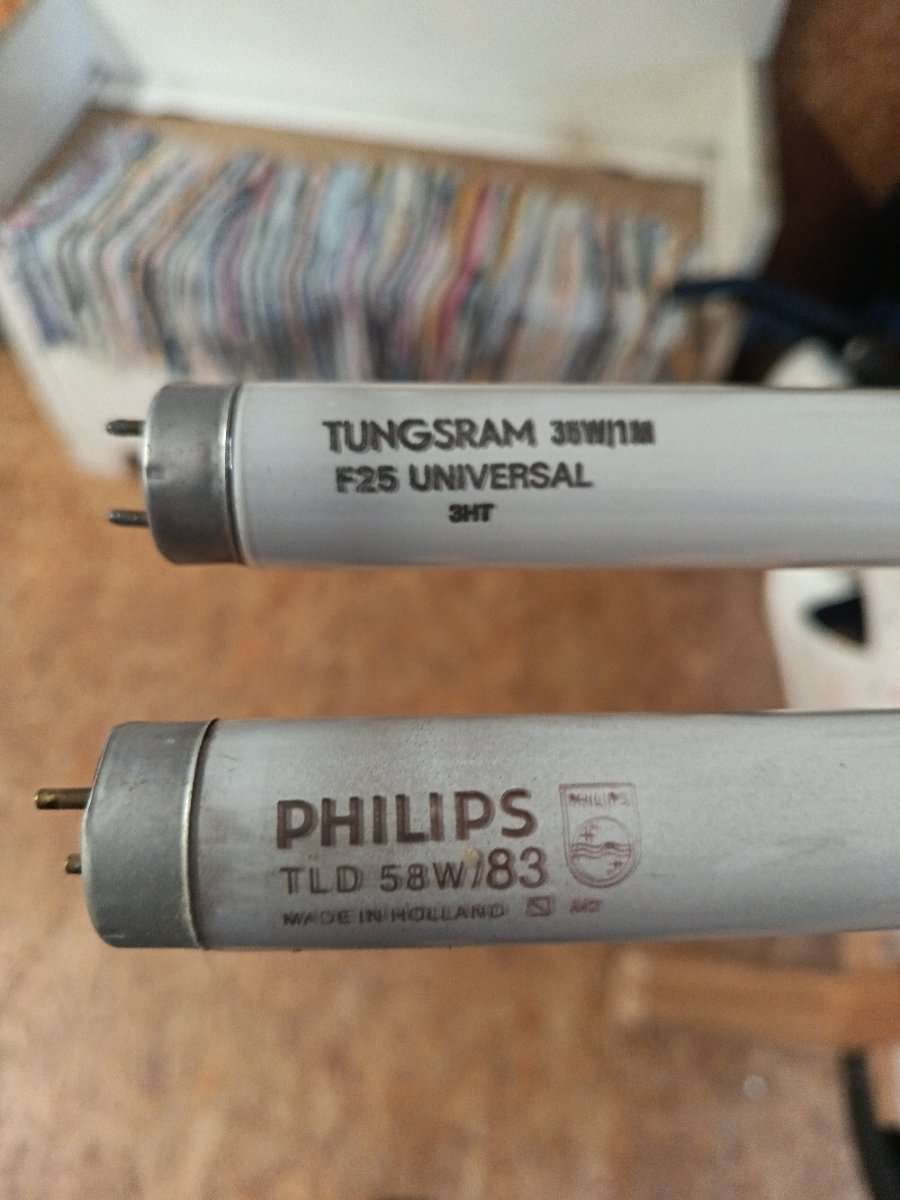 TUNGSRAM 36W/1M
F25 UNIVERSAL
3HT
PHILIPS
TLD 58W/83
MADE IN HOLLAND
PHILIPS